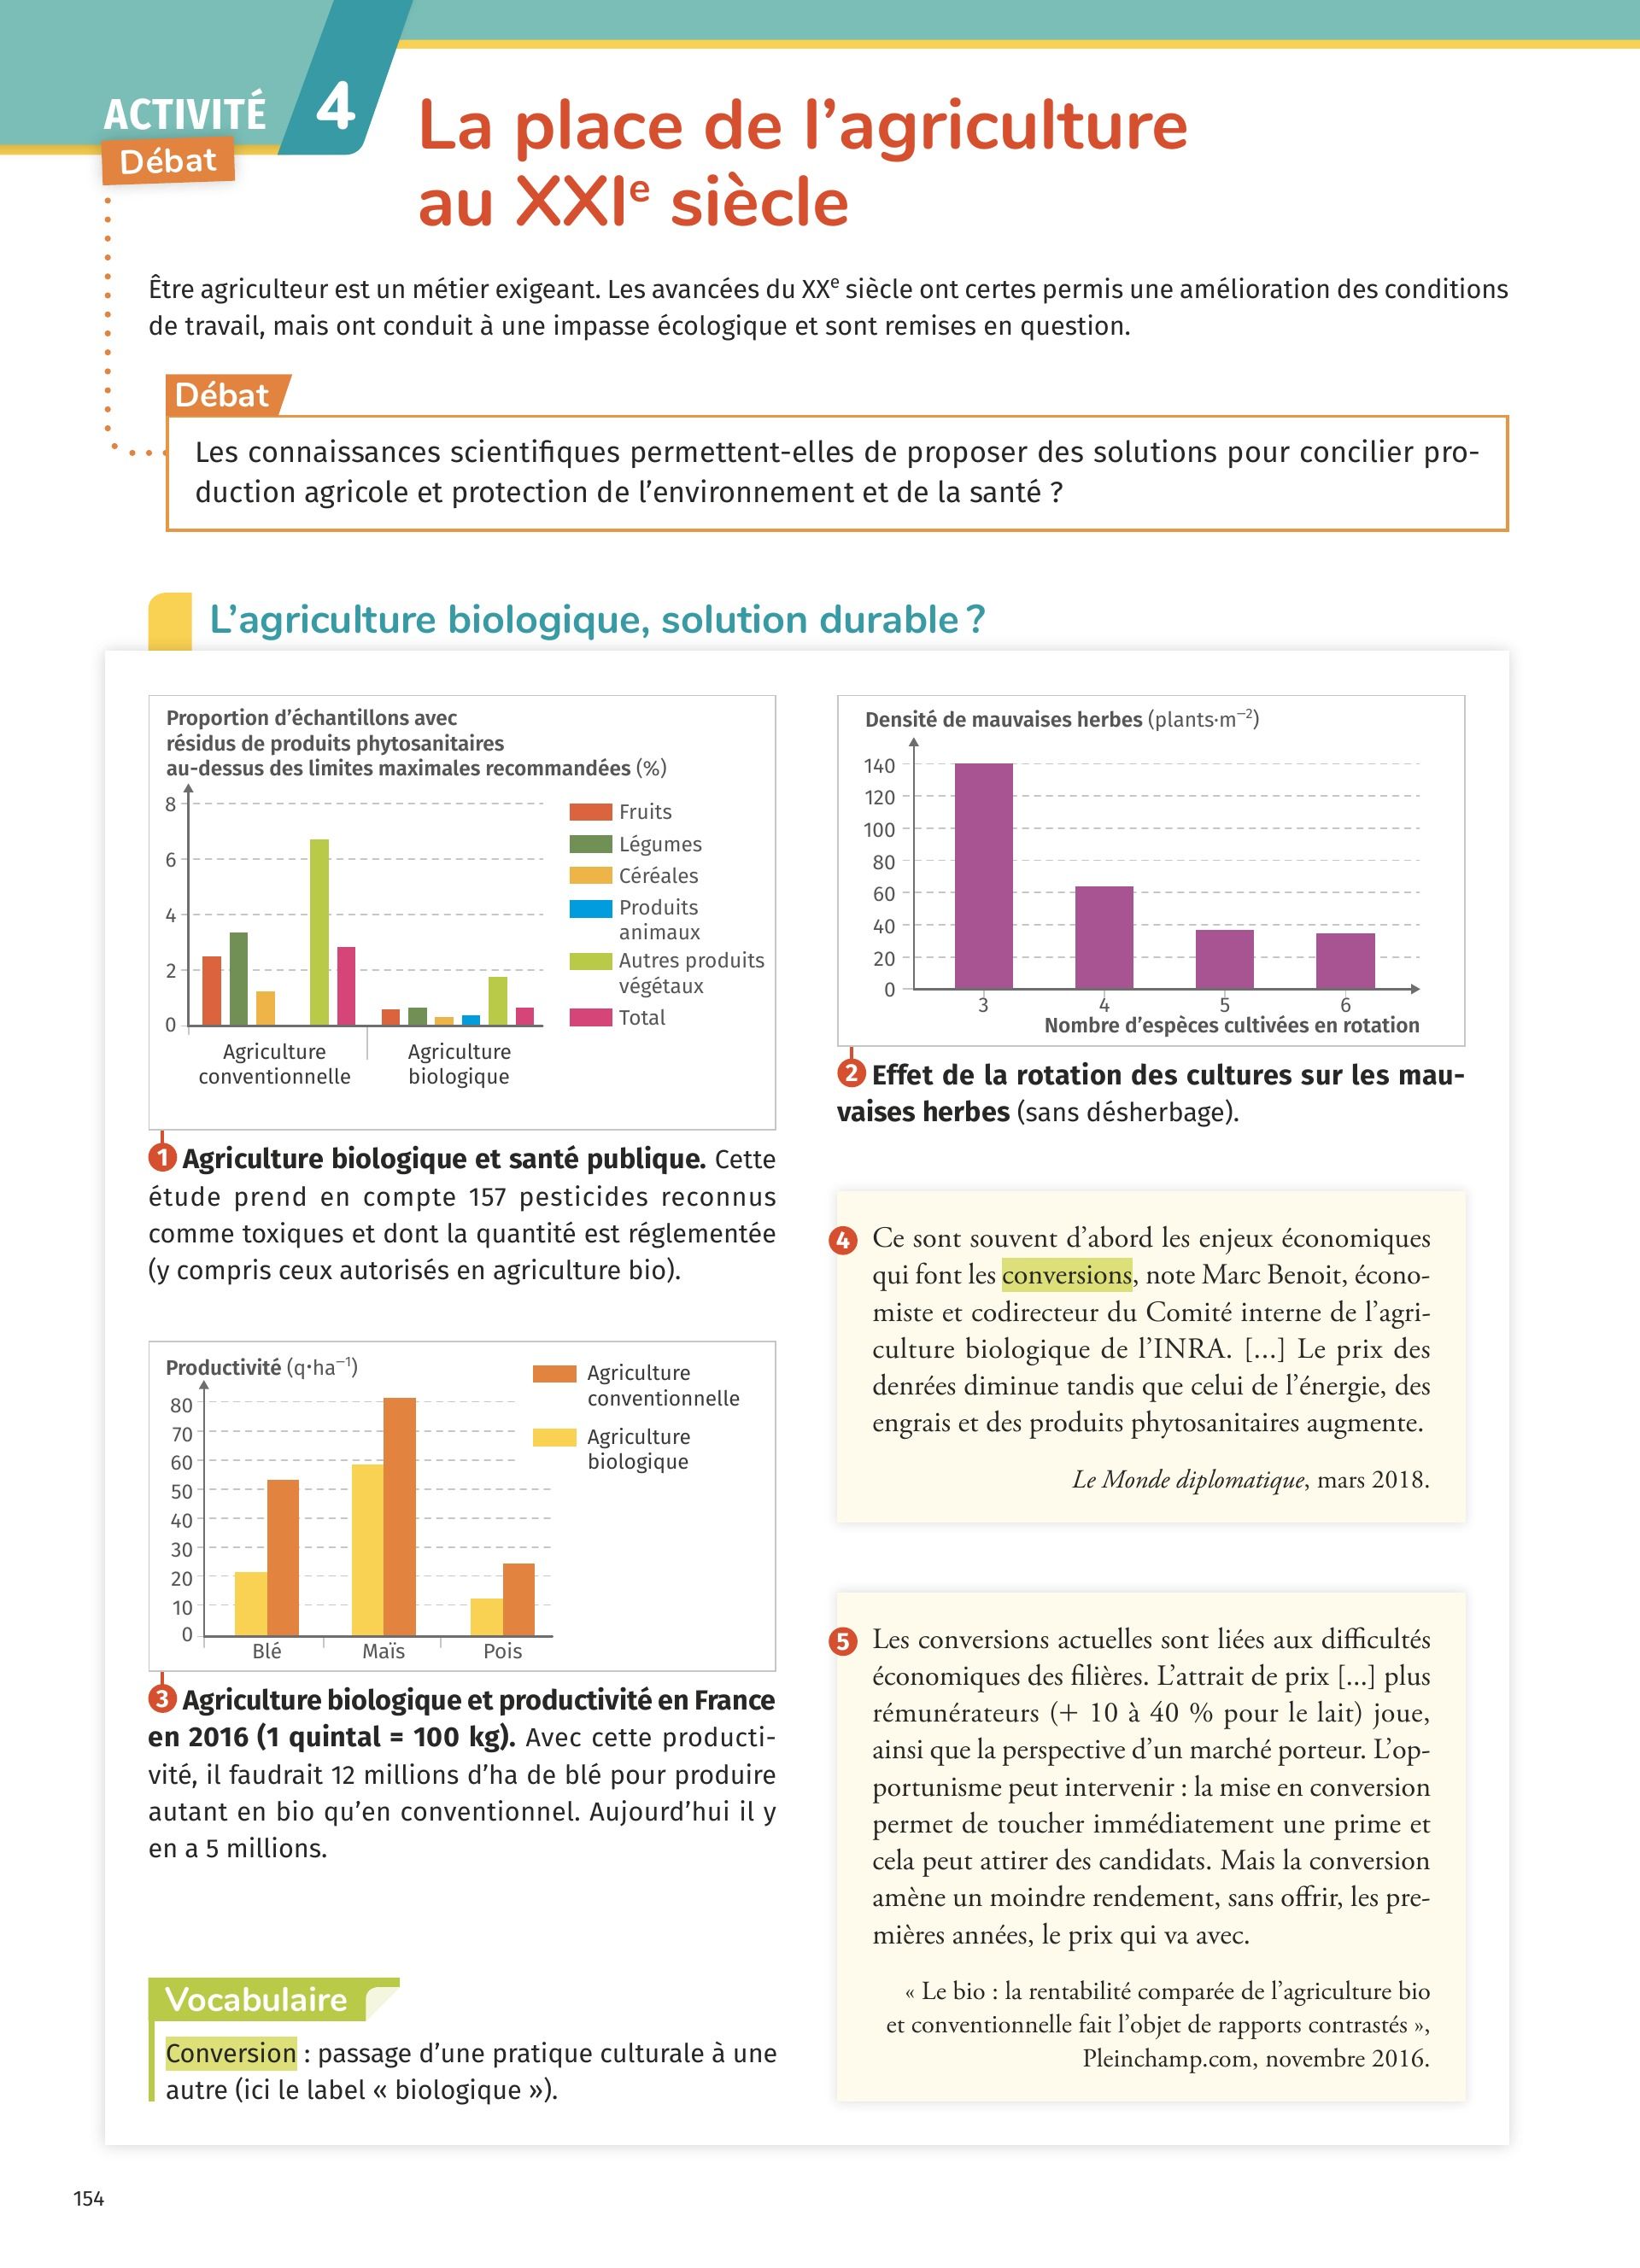 ACTIVITÉ 4
Débat
La place de l’agriculture
au XXIe siècle
Être agriculteur est un métier exigeant. Les avancées du XXe siècle ont certes permis une amélioration des conditions
de travail, mais ont conduit à une impasse écologique et sont remises en question.
Débat
Les connaissances scientifiques permettent-elles de proposer des solutions pour concilier pro-
duction agricole et protection de l’environnement et de la santé ?
L’agriculture biologique, solution durable ?
Proportion d’échantillons avec
résidus de produits phytosanitaires
au-dessus des limites maximales recommandées (%)
8
6
4
2
0
Fruits
Légumes
Céréales
Produits
animaux
Autres produits
végétaux
Total
Agriculture
conventionnelle
Agriculture
biologique
1 Agriculture biologique et santé publique. Cette
étude prend en compte 157 pesticides reconnus
comme toxiques et dont la quantité est réglementée
(y compris ceux autorisés en agriculture bio).
Densité de mauvaises herbes (plants·m–2)
140
120
100
80
60
40
20
0
3 4 5 6
Nombre d’espèces cultivées en rotation
2 Effet de la rotation des cultures sur les mau-
vaises herbes (sans désherbage).
Productivité (q·ha–1)
80
70
60
50
40
30
20
10
0
Agriculture
conventionnelle
Agriculture
biologique
Blé Maïs Pois
3 Agriculture biologique et productivité en France
en 2016 (1 quintal = 100 kg). Avec cette producti-
vité, il faudrait 12 millions d’ha de blé pour produire
autant en bio qu’en conventionnel. Aujourd’hui il y
en a 5 millions.
Vocabulaire
Conversion : passage d’une pratique culturale à une
autre (ici le label « biologique »).
4 Ce sont souvent d’abord les enjeux économiques
qui font les conversions, note Marc Benoit, écono-
miste et codirecteur du Comité interne de l’agri-
culture biologique de l’INRA. [...] Le prix des
denrées diminue tandis que celui de l’énergie, des
engrais et des produits phytosanitaires augmente.
Le Monde diplomatique, mars 2018.
5 Les conversions actuelles sont liées aux difficultés
économiques des filières. L’attrait de prix [...] plus
rémunérateurs (+ 10 à 40 % pour le lait) joue,
ainsi que la perspective d’un marché porteur. L’op-
portunisme peut intervenir : la mise en conversion
permet de toucher immédiatement une prime et
cela peut attirer des candidats. Mais la conversion
amène un moindre rendement, sans offrir, les pre-
mières années, le prix qui va avec.
« Le bio : la rentabilité comparée de l’agriculture bio
et conventionnelle fait l’objet de rapports contrastés »,
Pleinchamp.com, novembre 2016.
154